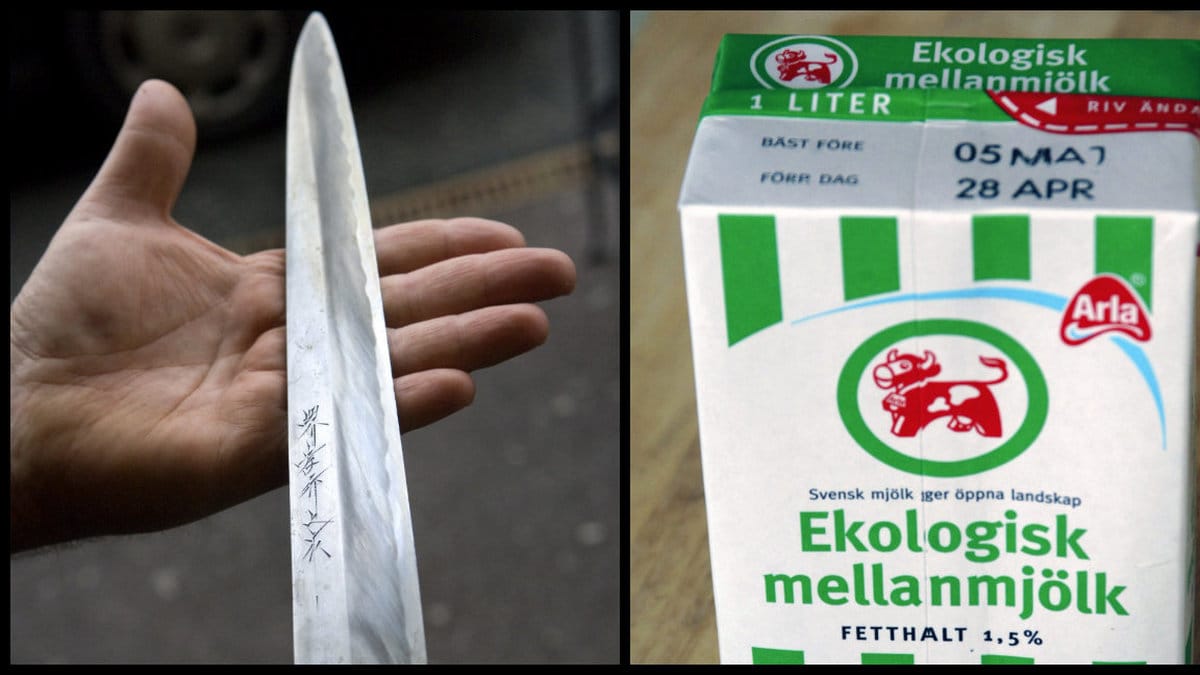 Ekologisk
mellanmjölk
1 LITER
RIV ÄNDA
BÄST FÖRE
05 MAJ
FÖRP. DAG
28 APR
Arla
Svensk mjölk ger öppna landskap
Ekologisk
mellanmjölk
FETTHALT 1,5%